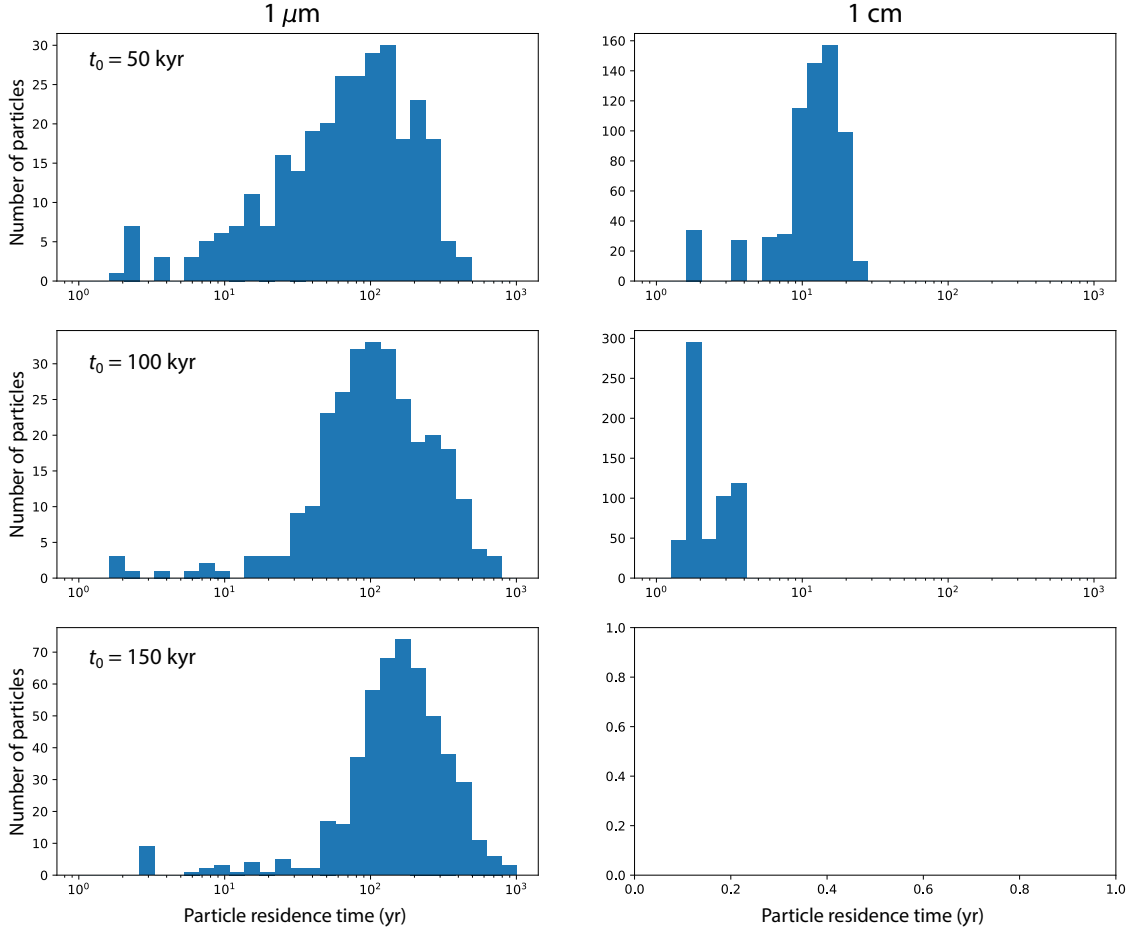 1 μm
1 cm
t₀ = 50 kyr
Number of particles
30
25
20
15
10
5
0
10⁰ 10¹ 10² 10³
160
140
120
100
80
60
40
20
0
10⁰ 10¹ 10² 10³
t₀ = 100 kyr
Number of particles
30
25
20
15
10
5
0
10⁰ 10¹ 10² 10³
300
250
200
150
100
50
0
10⁰ 10¹ 10² 10³
t₀ = 150 kyr
Number of particles
70
60
50
40
30
20
10
0
10⁰ 10¹ 10² 10³
Particle residence time (yr)
1.0
0.8
0.6
0.4
0.2
0.0
0.0 0.2 0.4 0.6 0.8 1.0
Particle residence time (yr)